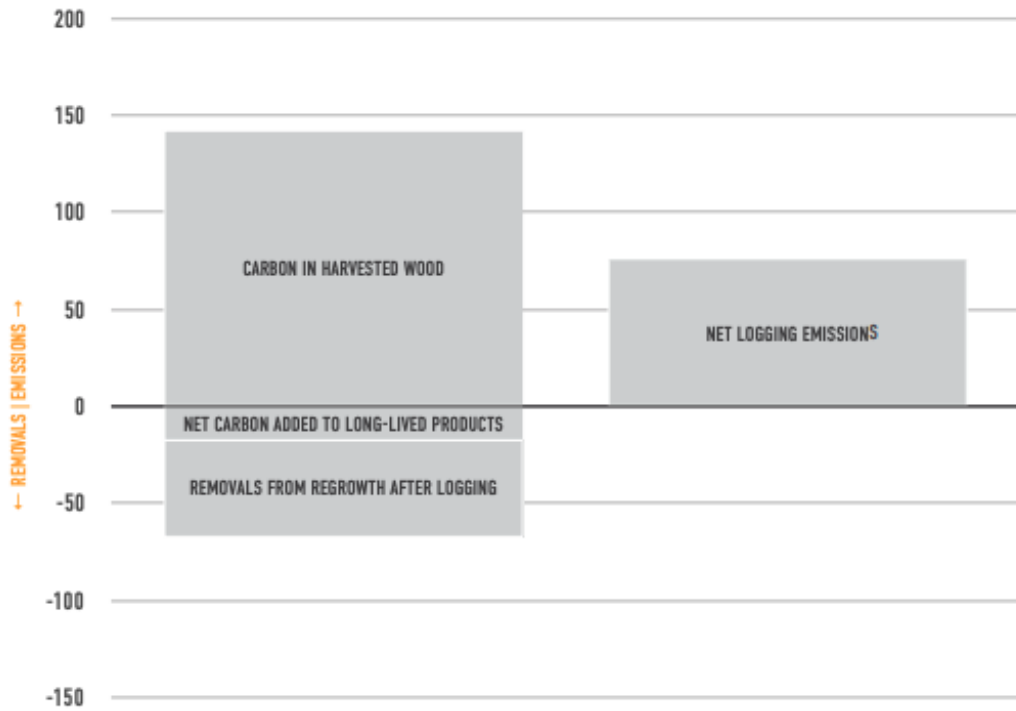 200
150
100
50
0
-50
-100
-150
← REMOVALS | EMISSIONS →
CARBON IN HARVESTED WOOD
NET CARBON ADDED TO LONG-LIVED PRODUCTS
REMOVALS FROM REGROWTH AFTER LOGGING
NET LOGGING EMISSIONS